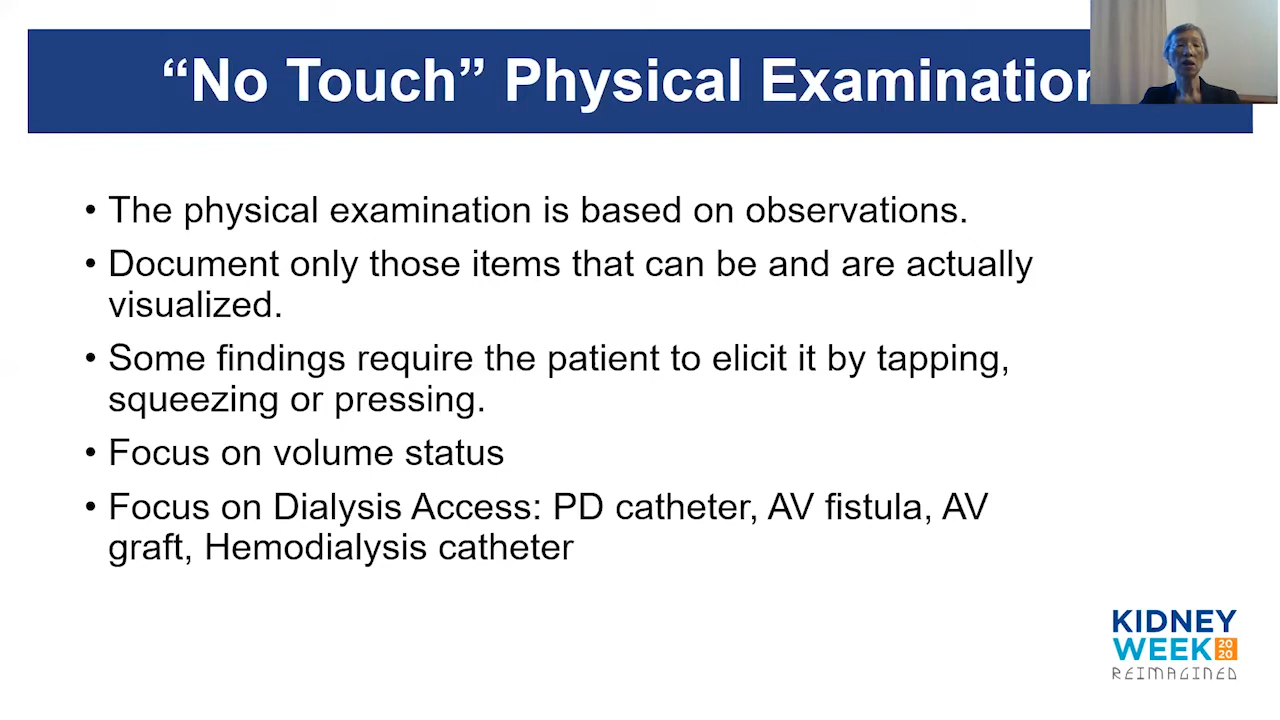 “No Touch” Physical Examination
• The physical examination is based on observations.
• Document only those items that can be and are actually
visualized.
• Some findings require the patient to elicit it by tapping,
squeezing or pressing.
• Focus on volume status
• Focus on Dialysis Access: PD catheter, AV fistula, AV
graft, Hemodialysis catheter
KIDNEY
WEEK 20
20
REIMAGINED